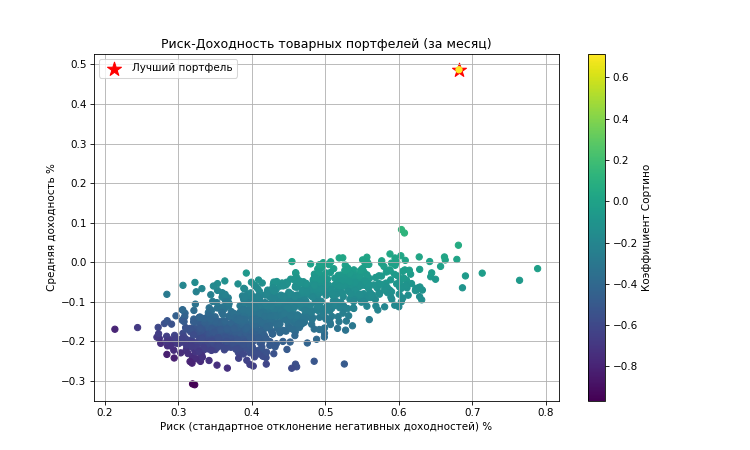 Риск-Доходность товарных портфелей (за месяц)
Лучший портфель
Средняя доходность %
0.5
0.4
0.3
0.2
0.1
0.0
−0.1
−0.2
−0.3
0.2 0.3 0.4 0.5 0.6 0.7 0.8
Риск (стандартное отклонение негативных доходностей) %
0.6
0.4
0.2
0.0
−0.2
−0.4
−0.6
−0.8
Коэффициент Сортино